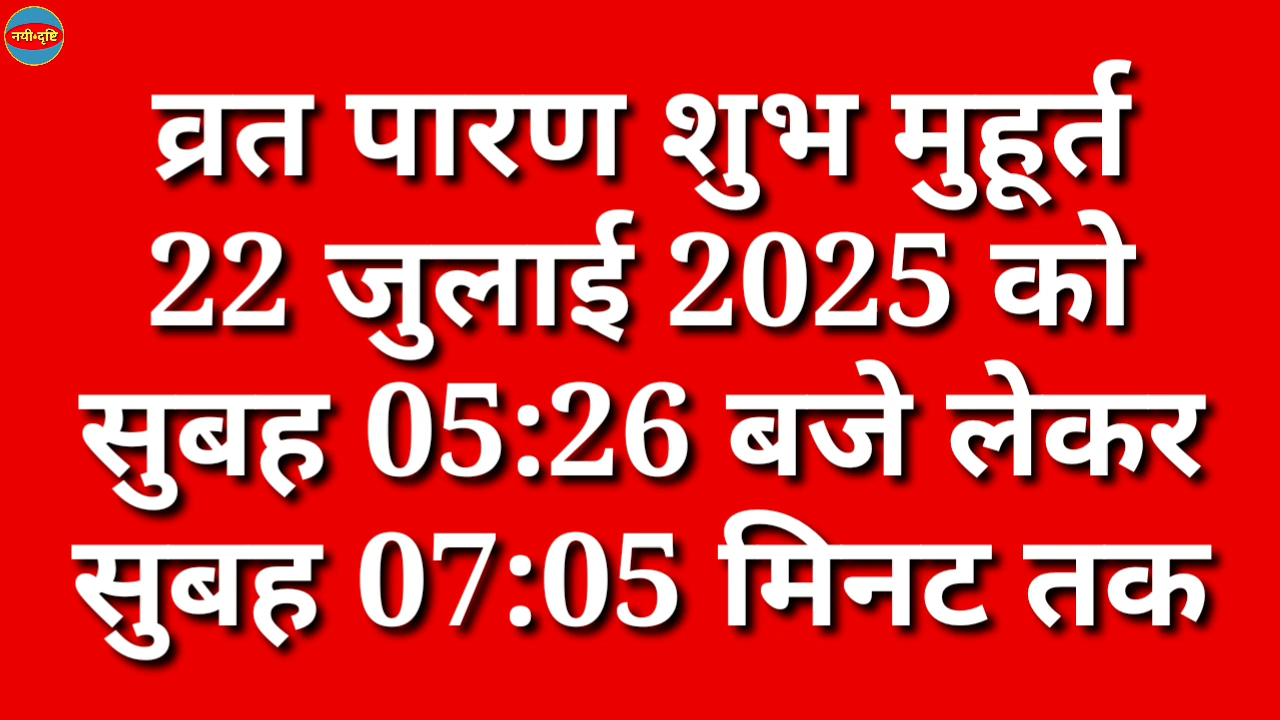 नयी•दृष्टि
व्रत पारण शुभ मुहूर्त
22 जुलाई 2025 को
सुबह 05:26 बजे लेकर
सुबह 07:05 मिनट तक